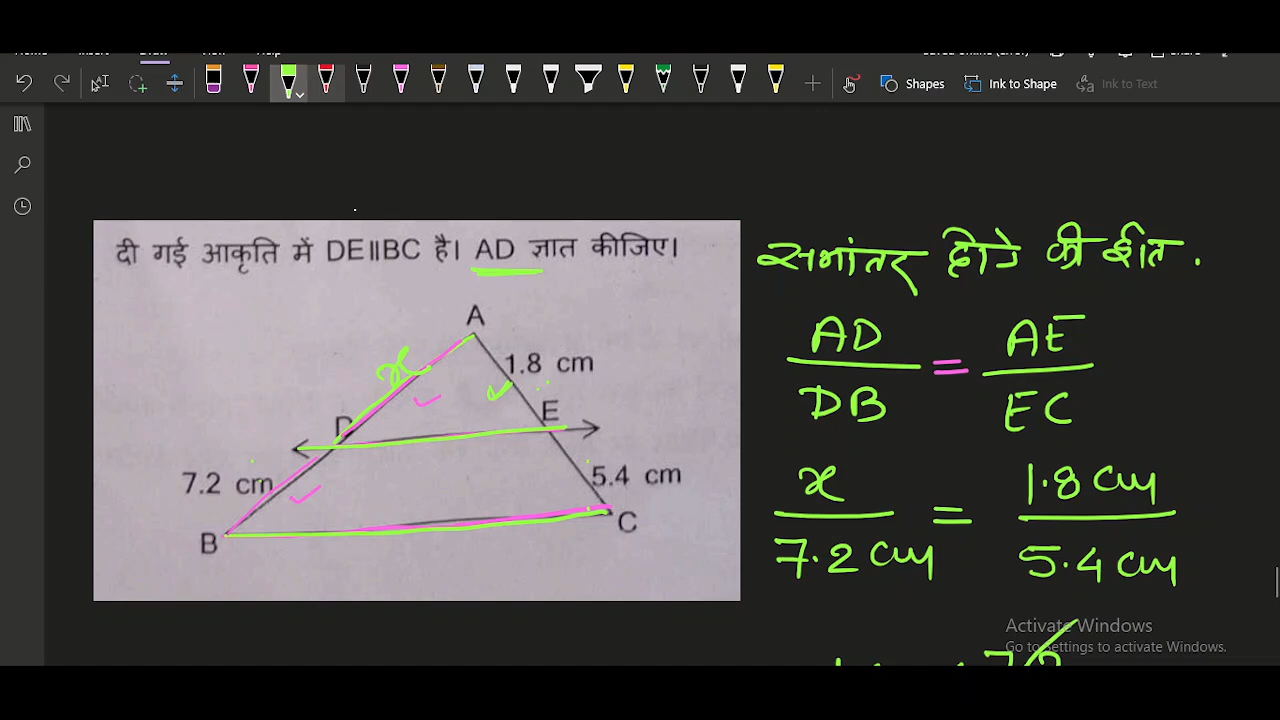 Shapes
Ink to Shape
Ink to Text
दी गई आकृति में DE||BC है। AD ज्ञात कीजिए।
A
x
1.8 cm
D
E
7.2 cm
5.4 cm
B
C
समांतर होने की
AD / DB = AE / EC
x / 7.2 cm = 1.8 cm / 5.4 cm
Activate Windows
Go to Settings to activate Windows.